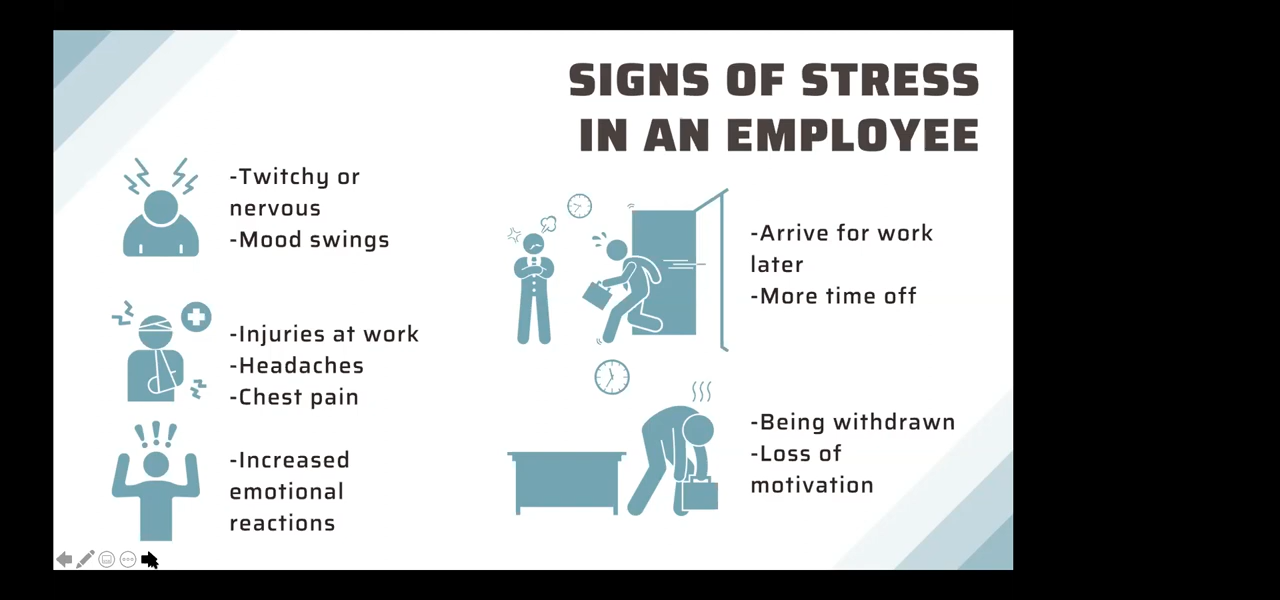 SIGNS OF STRESS
IN AN EMPLOYEE
-Twitchy or
nervous
-Mood swings
-Injuries at work
-Headaches
-Chest pain
-Increased
emotional
reactions
-Arrive for work
later
-More time off
-Being withdrawn
-Loss of
motivation